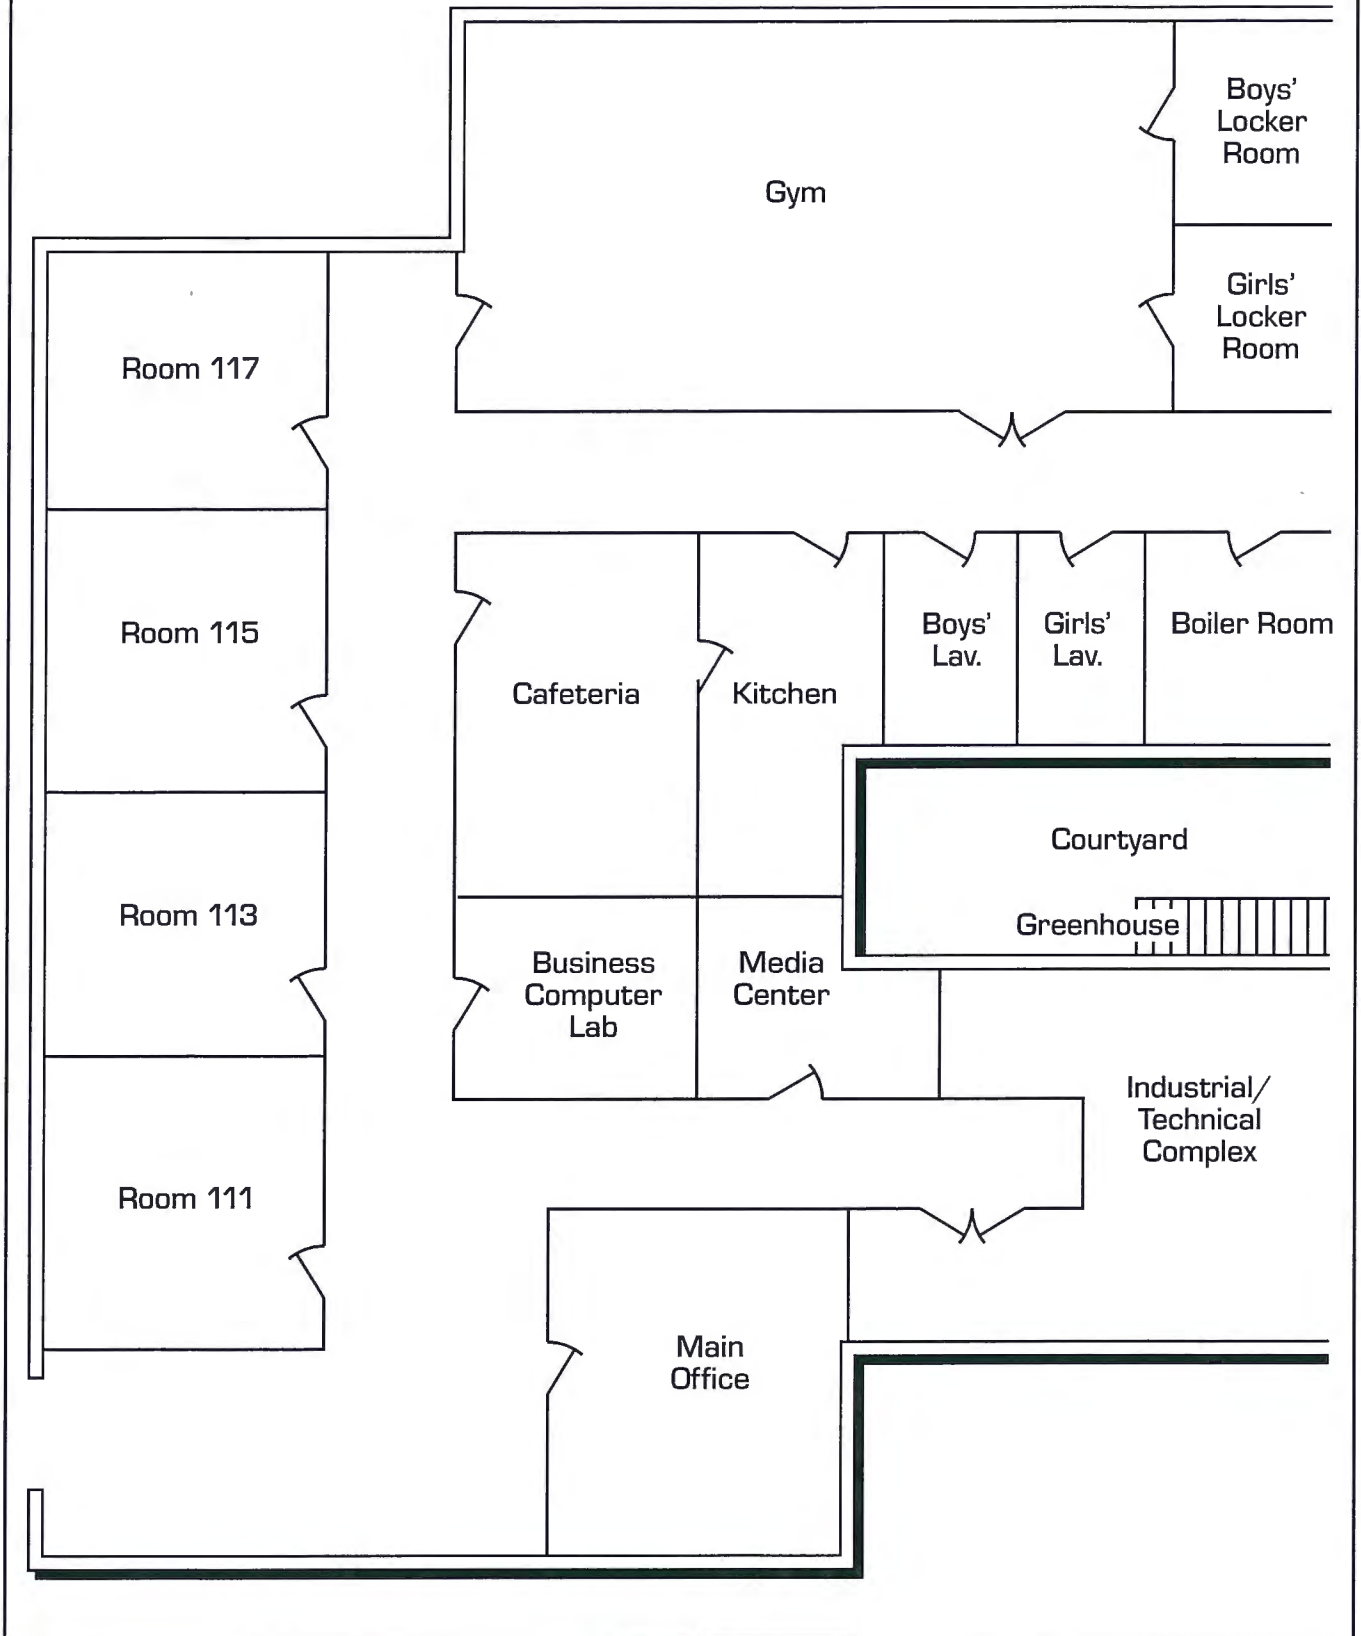 Boys’
Locker
Room
Gym
Girls’
Locker
Room
Room 117
Room 115
Boys’
Lav.
Girls’
Lav.
Boiler Room
Cafeteria
Kitchen
Courtyard
Room 113
Greenhouse
Business
Computer
Lab
Media
Center
Industrial/
Technical
Complex
Room 111
Main
Office